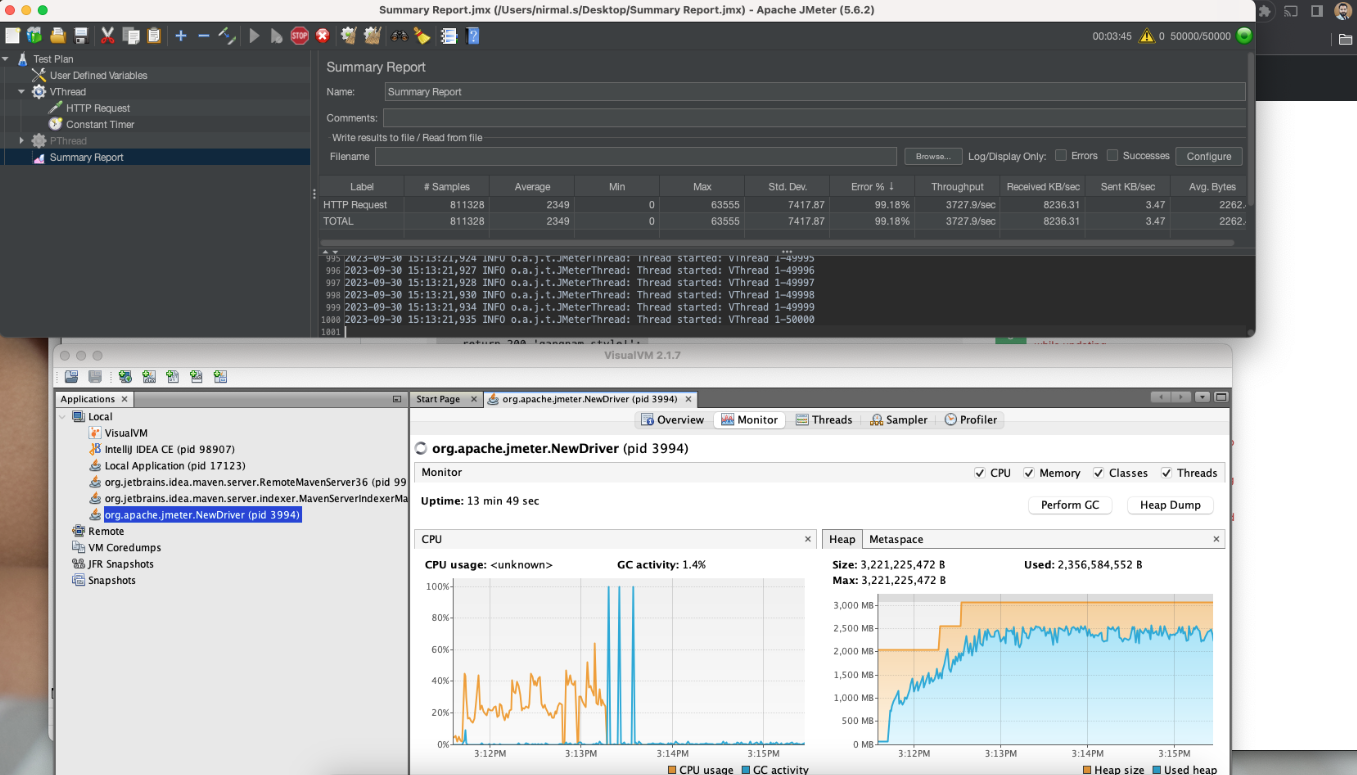 Summary Report.jmx (/Users/nirmal.s/Desktop/Summary Report.jmx) - Apache JMeter (5.6.2)
STOP
00:03:45 0 50000/50000
Test Plan
User Defined Variables
VThread
HTTP Request
Constant Timer
PThread
Summary Report
Summary Report
Name: Summary Report
Comments:
Write results to file / Read from file
Filename Browse... Log/Display Only: Errors Successes Configure
Label # Samples Average Min Max Std. Dev. Error % ↓ Throughput Received KB/sec Sent KB/sec Avg. Bytes
HTTP Request 811328 2349 0 63555 7417.87 99.18% 3727.9/sec 8236.31 3.47 2262.
TOTAL 811328 2349 0 63555 7417.87 99.18% 3727.9/sec 8236.31 3.47 2262.
995 2023-09-30 15:13:21,924 INFO o.a.j.t.JMeterThread: Thread started: VThread 1-49995
996 2023-09-30 15:13:21,927 INFO o.a.j.t.JMeterThread: Thread started: VThread 1-49996
997 2023-09-30 15:13:21,928 INFO o.a.j.t.JMeterThread: Thread started: VThread 1-49997
998 2023-09-30 15:13:21,930 INFO o.a.j.t.JMeterThread: Thread started: VThread 1-49998
999 2023-09-30 15:13:21,934 INFO o.a.j.t.JMeterThread: Thread started: VThread 1-49999
1000 2023-09-30 15:13:21,935 INFO o.a.j.t.JMeterThread: Thread started: VThread 1-50000
1001
return 200 'gangnam style!';
while updating
VisualVM 2.1.7
Applications
Local
VisualVM
IntelliJ IDEA CE (pid 98907)
Local Application (pid 17123)
org.jetbrains.idea.maven.server.RemoteMavenServer36 (pid 99
org.jetbrains.idea.maven.server.indexer.MavenServerIndexerMa
org.apache.jmeter.NewDriver (pid 3994)
Remote
VM Coredumps
JFR Snapshots
Snapshots
Start Page org.apache.jmeter.NewDriver (pid 3994)
Overview Monitor Threads Sampler Profiler
org.apache.jmeter.NewDriver (pid 3994)
Monitor CPU Memory Classes Threads
Uptime: 13 min 49 sec
Perform GC Heap Dump
CPU
CPU usage: <unknown> GC activity: 1.4%
100%
80%
60%
40%
20%
0%
3:12PM 3:13PM 3:14PM 3:15PM
CPU usage GC activity
Heap Metaspace
Size: 3,221,225,472 B Used: 2,356,584,552 B
Max: 3,221,225,472 B
3,000 MB
2,500 MB
2,000 MB
1,500 MB
1,000 MB
500 MB
0 MB
3:12PM 3:13PM 3:14PM 3:15PM
Heap size Used heap